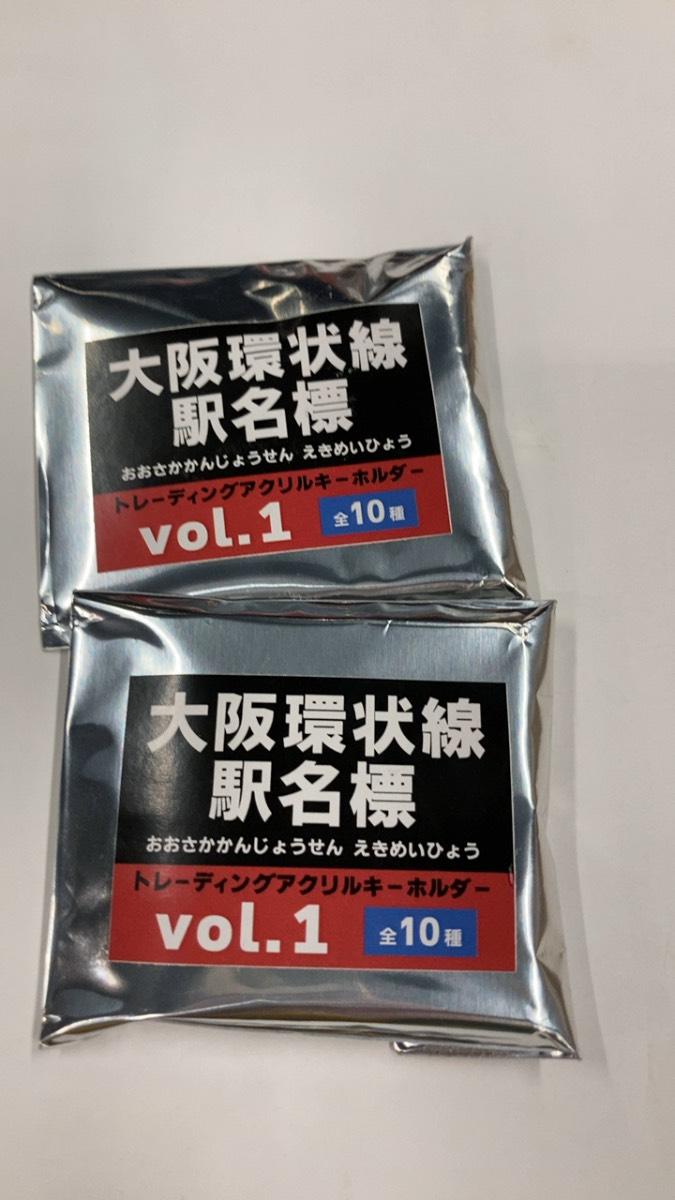 大阪環状線
駅名標
おおさかかんじょうせん えきめいひょう
トレーディングアクリルキーホルダー
vol.1 全10種
大阪環状線
駅名標
おおさかかんじょうせん えきめいひょう
トレーディングアクリルキーホルダー
vol.1 全10種